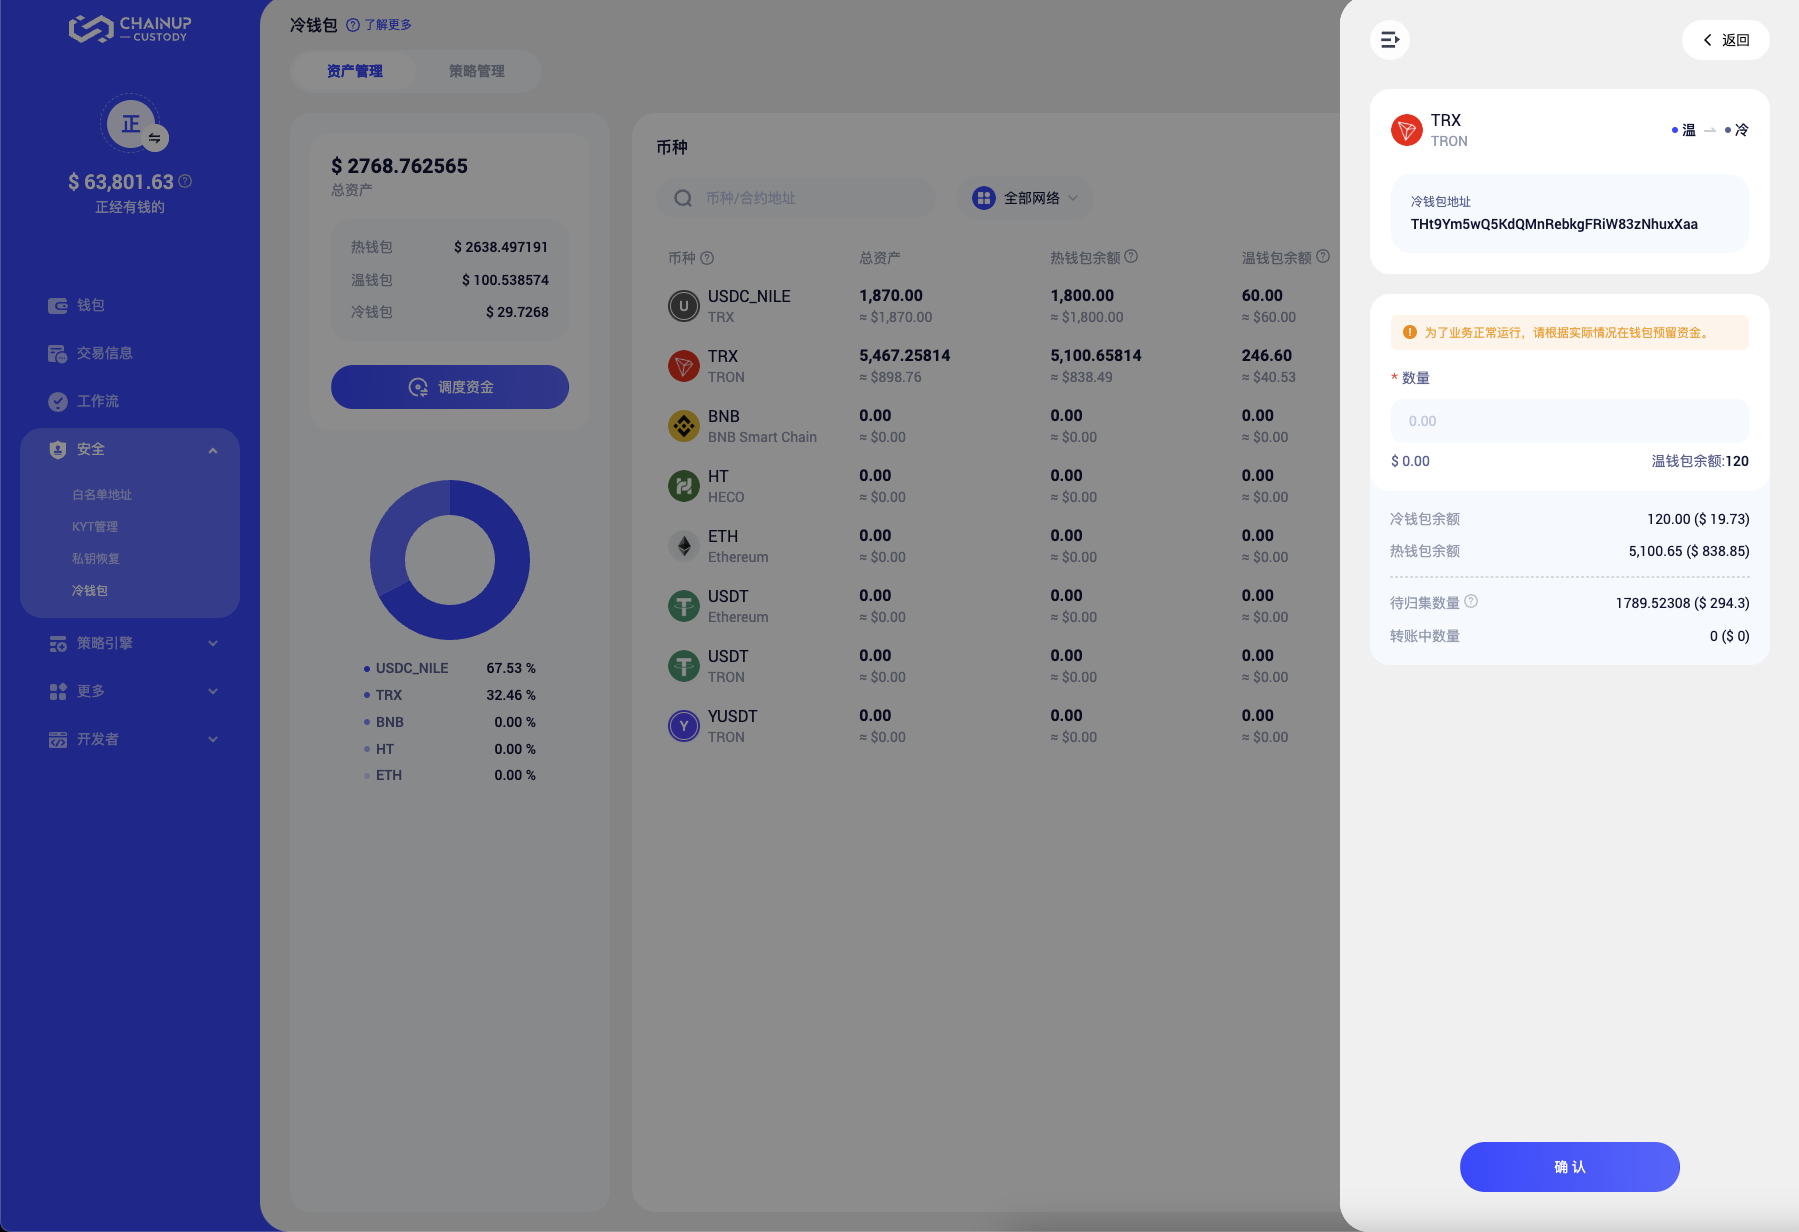 CHAINUP
CUSTODY
正
$ 63,801.63
正经有钱的
钱包
交易信息
工作流
安全
白名单地址
KYT管理
私钥恢复
冷钱包
策略引擎
更多
开发者
冷钱包 了解更多
资产管理 策略管理
$ 2768.762565
总资产
热钱包 $ 2638.497191
温钱包 $ 100.538574
冷钱包 $ 29.7268
调度资金
USDC_NILE 67.53 %
TRX 32.46 %
BNB 0.00 %
HT 0.00 %
ETH 0.00 %
币种
币种/合约地址 全部网络
币种 总资产 热钱包余额 温钱包余额
U USDC_NILE 1,870.00 1,800.00 60.00
TRX ≈ $1,870.00 ≈ $1,800.00 ≈ $60.00
TRX 5,467.25814 5,100.65814 246.60
TRON ≈ $898.76 ≈ $838.49 ≈ $40.53
BNB 0.00 0.00 0.00
BNB Smart Chain ≈ $0.00 ≈ $0.00 ≈ $0.00
HT 0.00 0.00 0.00
HECO ≈ $0.00 ≈ $0.00 ≈ $0.00
ETH 0.00 0.00 0.00
Ethereum ≈ $0.00 ≈ $0.00 ≈ $0.00
USDT 0.00 0.00 0.00
Ethereum ≈ $0.00 ≈ $0.00 ≈ $0.00
USDT 0.00 0.00 0.00
TRON ≈ $0.00 ≈ $0.00 ≈ $0.00
Y YUSDT 0.00 0.00 0.00
TRON ≈ $0.00 ≈ $0.00 ≈ $0.00
返回
TRX
TRON
温 → 冷
冷钱包地址
THt9Ym5wQ5KdQMnRebkgFRiW83zNhuxXaa
为了业务正常运行，请根据实际情况在钱包预留资金。
* 数量
0.00
$ 0.00 温钱包余额:120
冷钱包余额 120.00 ($ 19.73)
热钱包余额 5,100.65 ($ 838.85)
待归集数量 1789.52308 ($ 294.3)
转账中数量 0 ($ 0)
确 认